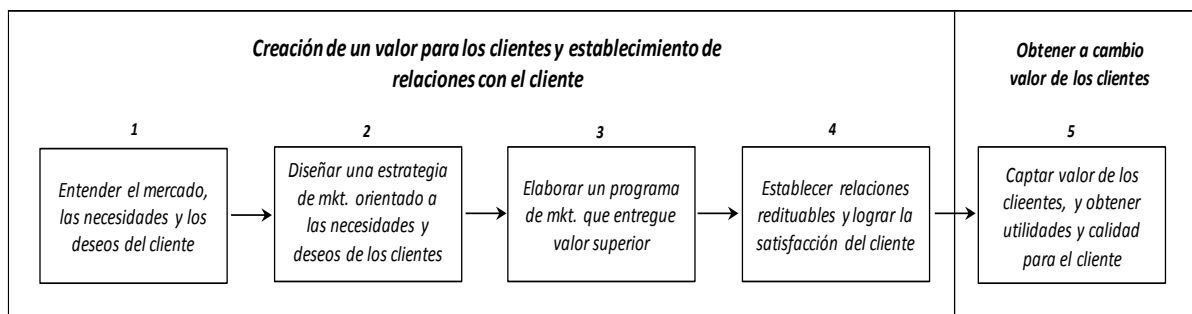 Creación de un valor para los clientes y establecimiento de
relaciones con el cliente
Obtener a cambio
valor de los clientes
1
Entender el mercado,
las necesidades y los
deseos del cliente
2
Diseñar una estrategia
de mkt. orientado a
las necesidades y
deseos de los clientes
3
Elaborar un programa
de mkt. que entregue
valor superior
4
Establecer relaciones
redituables y lograr la
satisfacción del cliente
5
Captar valor de los
clieentes, y obtener
utilidades y calidad
para el cliente